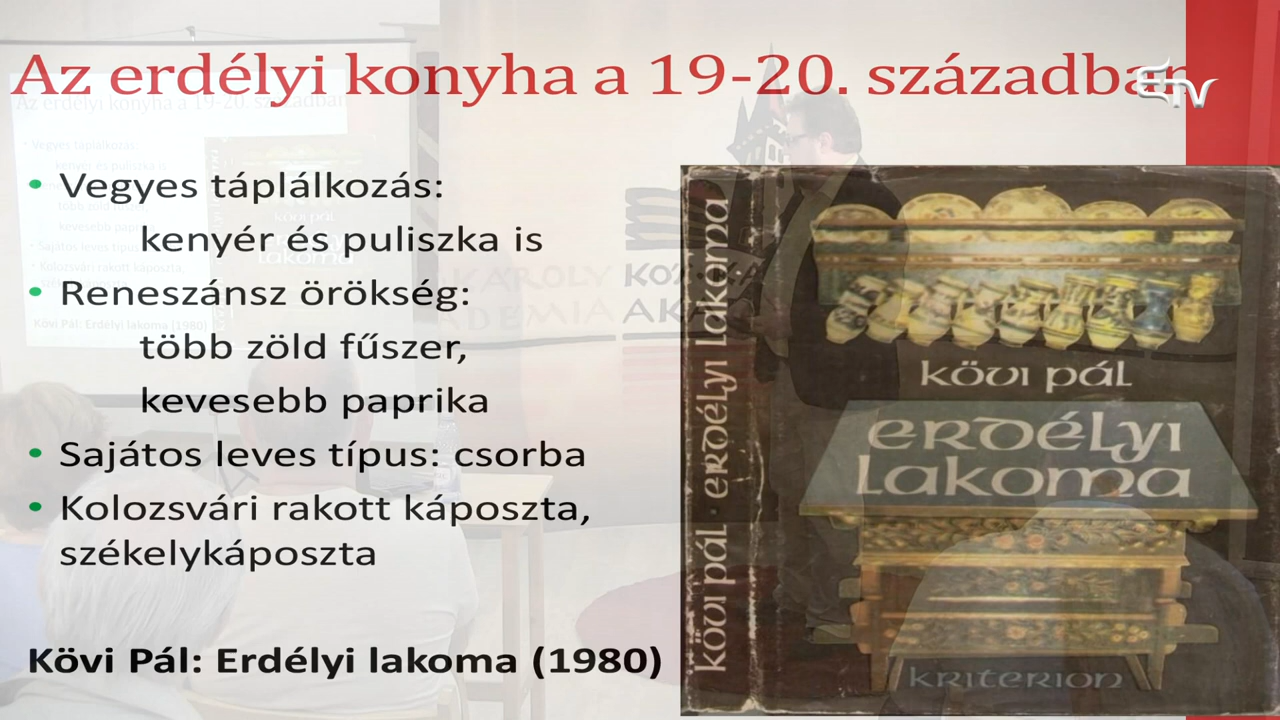 Az erdélyi konyha a 19-20. században
ETV
• Vegyes táplálkozás:
kenyér és puliszka is
• Reneszánsz örökség:
több zöld fűszer,
kevesebb paprika
• Sajátos leves típus: csorba
• Kolozsvári rakott káposzta,
székelykáposzta
Kövi Pál: Erdélyi lakoma (1980)
kövi pál · erdélyi lakoma
kövi pál
erdélyi
lakoma
kriterion